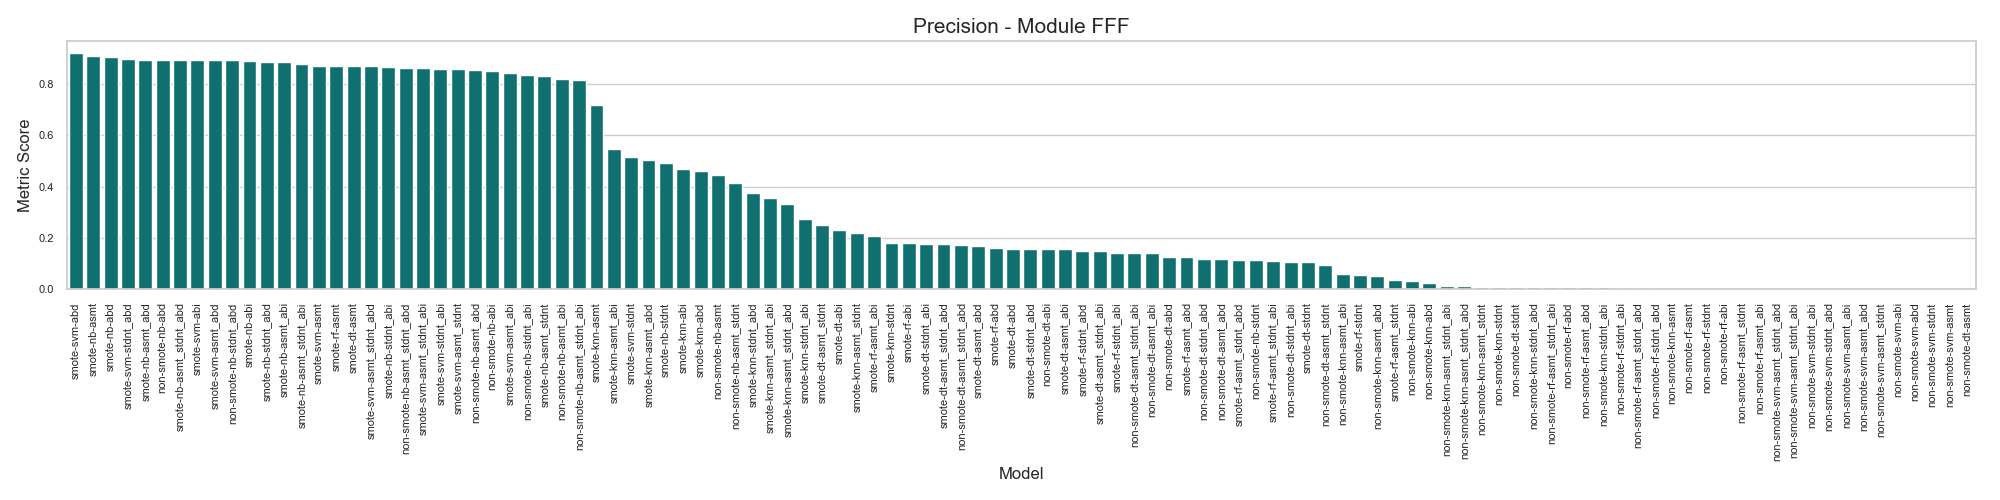 Precision - Module FFF
Metric Score
0.8
0.6
0.4
0.2
0.0
smote-svm-abd
smote-nb-asmt
smote-nb-abd
smote-svm-stdnt_abd
smote-nb-asmt_abd
non-smote-nb-abd
smote-nb-asmt_stdnt_abd
smote-svm-abi
smote-svm-asmt_abd
non-smote-nb-stdnt_abd
smote-nb-abi
smote-nb-stdnt_abd
smote-nb-asmt_abi
smote-nb-asmt_stdnt_abi
smote-svm-asmt
smote-rf-asmt
smote-dt-asmt
smote-svm-asmt_stdnt_abd
smote-nb-stdnt_abi
non-smote-nb-asmt_stdnt_abd
smote-svm-asmt_stdnt_abi
smote-svm-stdnt_abi
smote-svm-asmt_stdnt
non-smote-nb-asmt_abd
non-smote-nb-abi
smote-svm-asmt_abi
non-smote-nb-stdnt_abi
smote-nb-asmt_stdnt
non-smote-nb-asmt_abi
non-smote-nb-asmt_stdnt_abi
smote-knn-asmt
smote-knn-asmt_abi
smote-svm-stdnt
smote-knn-asmt_abd
smote-nb-stdnt
smote-knn-abi
smote-knn-abd
non-smote-nb-asmt
non-smote-nb-asmt_stdnt
smote-knn-stdnt_abd
smote-knn-asmt_stdnt_abi
smote-knn-asmt_stdnt_abd
smote-knn-stdnt_abi
smote-dt-asmt_stdnt
smote-dt-abi
smote-knn-asmt_stdnt
smote-rf-asmt_abi
smote-knn-stdnt
smote-rf-abi
smote-dt-stdnt_abi
smote-dt-asmt_stdnt_abd
non-smote-dt-asmt_stdnt_abd
smote-dt-asmt_abd
smote-rf-abd
smote-dt-abd
smote-dt-stdnt_abd
non-smote-dt-abi
smote-dt-asmt_abi
smote-rf-stdnt_abd
smote-dt-asmt_stdnt_abi
smote-rf-stdnt_abi
non-smote-dt-asmt_stdnt_abi
non-smote-dt-asmt_abi
non-smote-dt-abd
smote-rf-asmt_abd
non-smote-dt-stdnt_abd
non-smote-dt-asmt_abd
smote-rf-asmt_stdnt_abd
non-smote-nb-stdnt
smote-rf-asmt_stdnt_abi
non-smote-dt-stdnt_abi
smote-dt-stdnt
non-smote-dt-asmt_stdnt
non-smote-knn-asmt_abi
smote-rf-stdnt
non-smote-knn-asmt_abd
smote-rf-asmt_stdnt
non-smote-knn-abi
non-smote-knn-abd
non-smote-knn-asmt_stdnt_abi
non-smote-knn-asmt_stdnt_abd
non-smote-knn-asmt_stdnt
non-smote-knn-stdnt
non-smote-dt-stdnt
non-smote-knn-stdnt_abd
non-smote-rf-asmt_stdnt_abi
non-smote-rf-abd
non-smote-rf-asmt_abd
non-smote-knn-stdnt_abi
non-smote-rf-stdnt_abi
non-smote-rf-asmt_stdnt_abd
non-smote-rf-stdnt_abd
non-smote-knn-asmt
non-smote-rf-asmt
non-smote-rf-stdnt
non-smote-rf-abi
non-smote-rf-asmt_stdnt
non-smote-rf-asmt_abi
non-smote-svm-asmt_stdnt_abd
non-smote-svm-asmt_stdnt_abi
non-smote-svm-stdnt_abi
non-smote-svm-stdnt_abd
non-smote-svm-asmt_abi
non-smote-svm-asmt_abd
non-smote-svm-asmt_stdnt
non-smote-svm-abi
non-smote-svm-abd
non-smote-svm-stdnt
non-smote-svm-asmt
non-smote-dt-asmt
Model